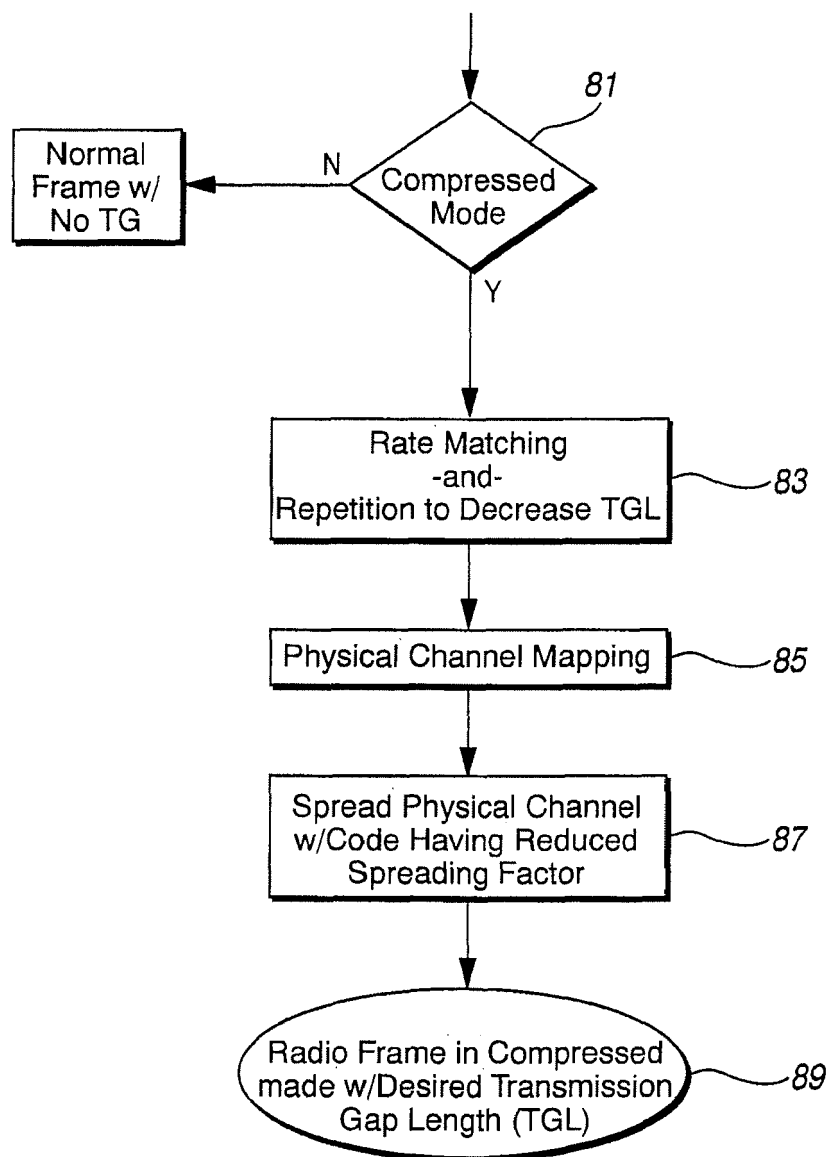 81
Compressed
Mode
N
Normal
Frame w/
No TG
Y
Rate Matching
-and-
Repetition to Decrease TGL
83
Physical Channel Mapping
85
Spread Physical Channel
w/Code Having Reduced
Spreading Factor
87
Radio Frame in Compressed
made w/Desired Transmission
Gap Length (TGL)
89